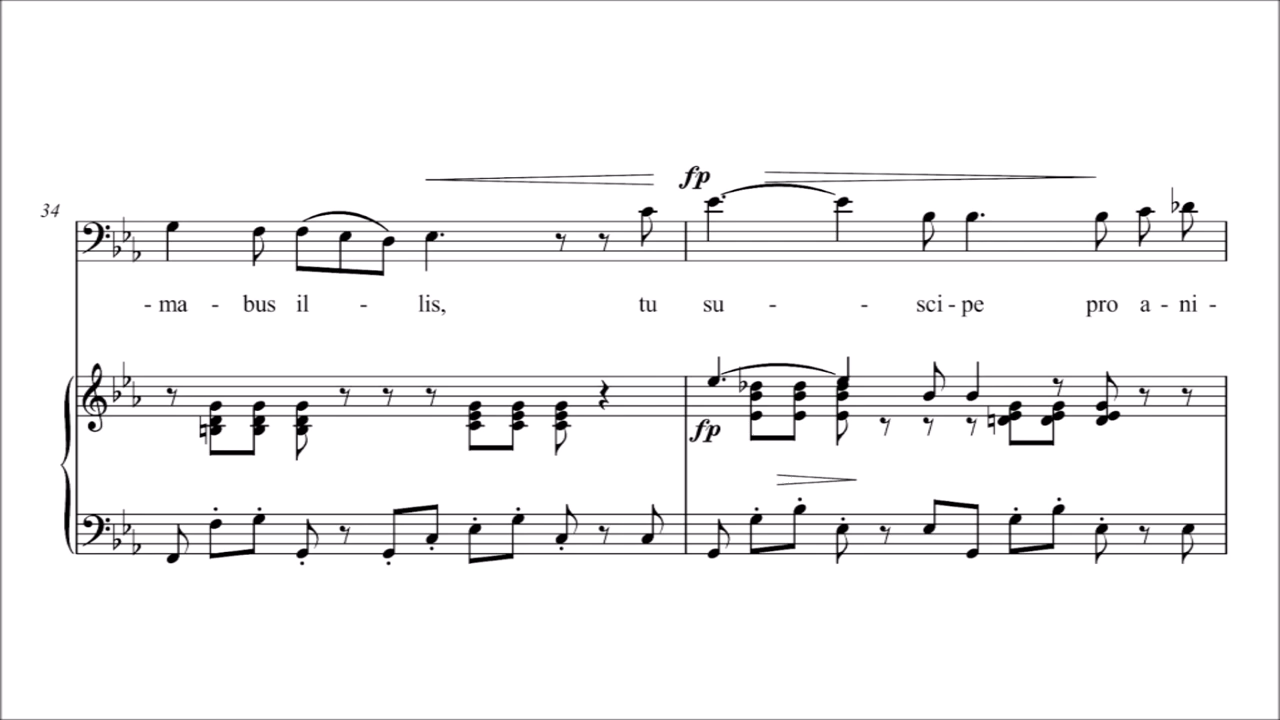 fp
34
- ma - bus il - lis, tu su - - sci - pe pro a - ni -
fp